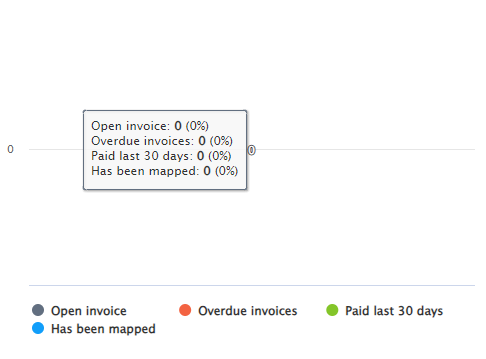 0
Open invoice: 0 (0%)
Overdue invoices: 0 (0%)
Paid last 30 days: 0 (0%)
Has been mapped: 0 (0%)
0
Open invoice
Overdue invoices
Paid last 30 days
Has been mapped